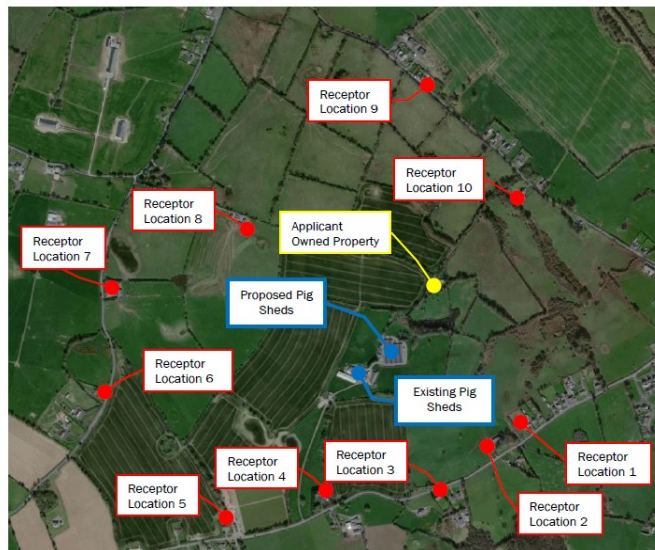 Receptor
Location 9
Receptor
Location 10
Receptor
Location 8
Applicant
Owned Property
Receptor
Location 7
Proposed Pig
Sheds
Receptor
Location 6
Existing Pig
Sheds
Receptor
Location 1
Receptor
Location 4
Receptor
Location 3
Receptor
Location 5
Receptor
Location 2